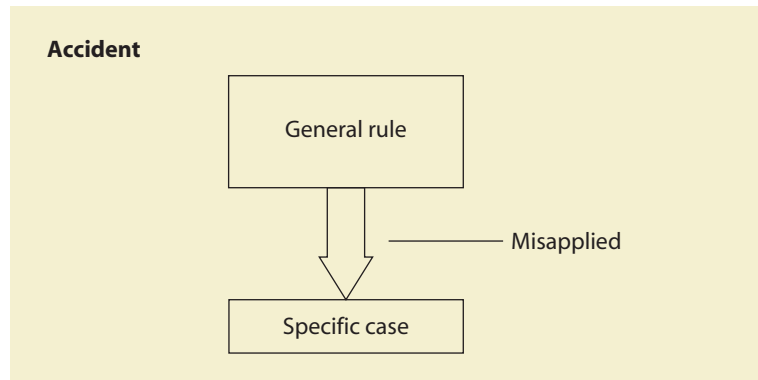 Accident
General rule
Misapplied
Specific case